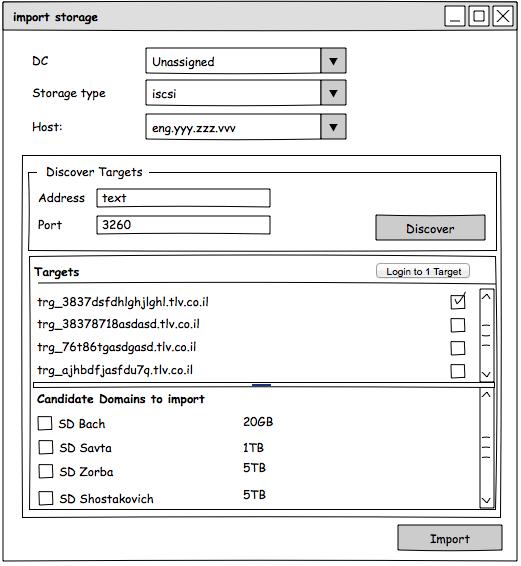 import storage
DC Unassigned
Storage type iscsi
Host: eng.yyy.zzz.vvv
Discover Targets
Address text
Port 3260
Discover
Targets Login to 1 Target
trg_3837dsfdhlghjlghl.tlv.co.il
trg_38378718asdasd.tlv.co.il
trg_76t86tgasdgasd.tlv.co.il
trg_ajhbdfjasfdu7q.tlv.co.il
Candidate Domains to import
SD Bach 20GB
SD Savta 1TB
SD Zorba 5TB
SD Shostakovich 5TB
Import